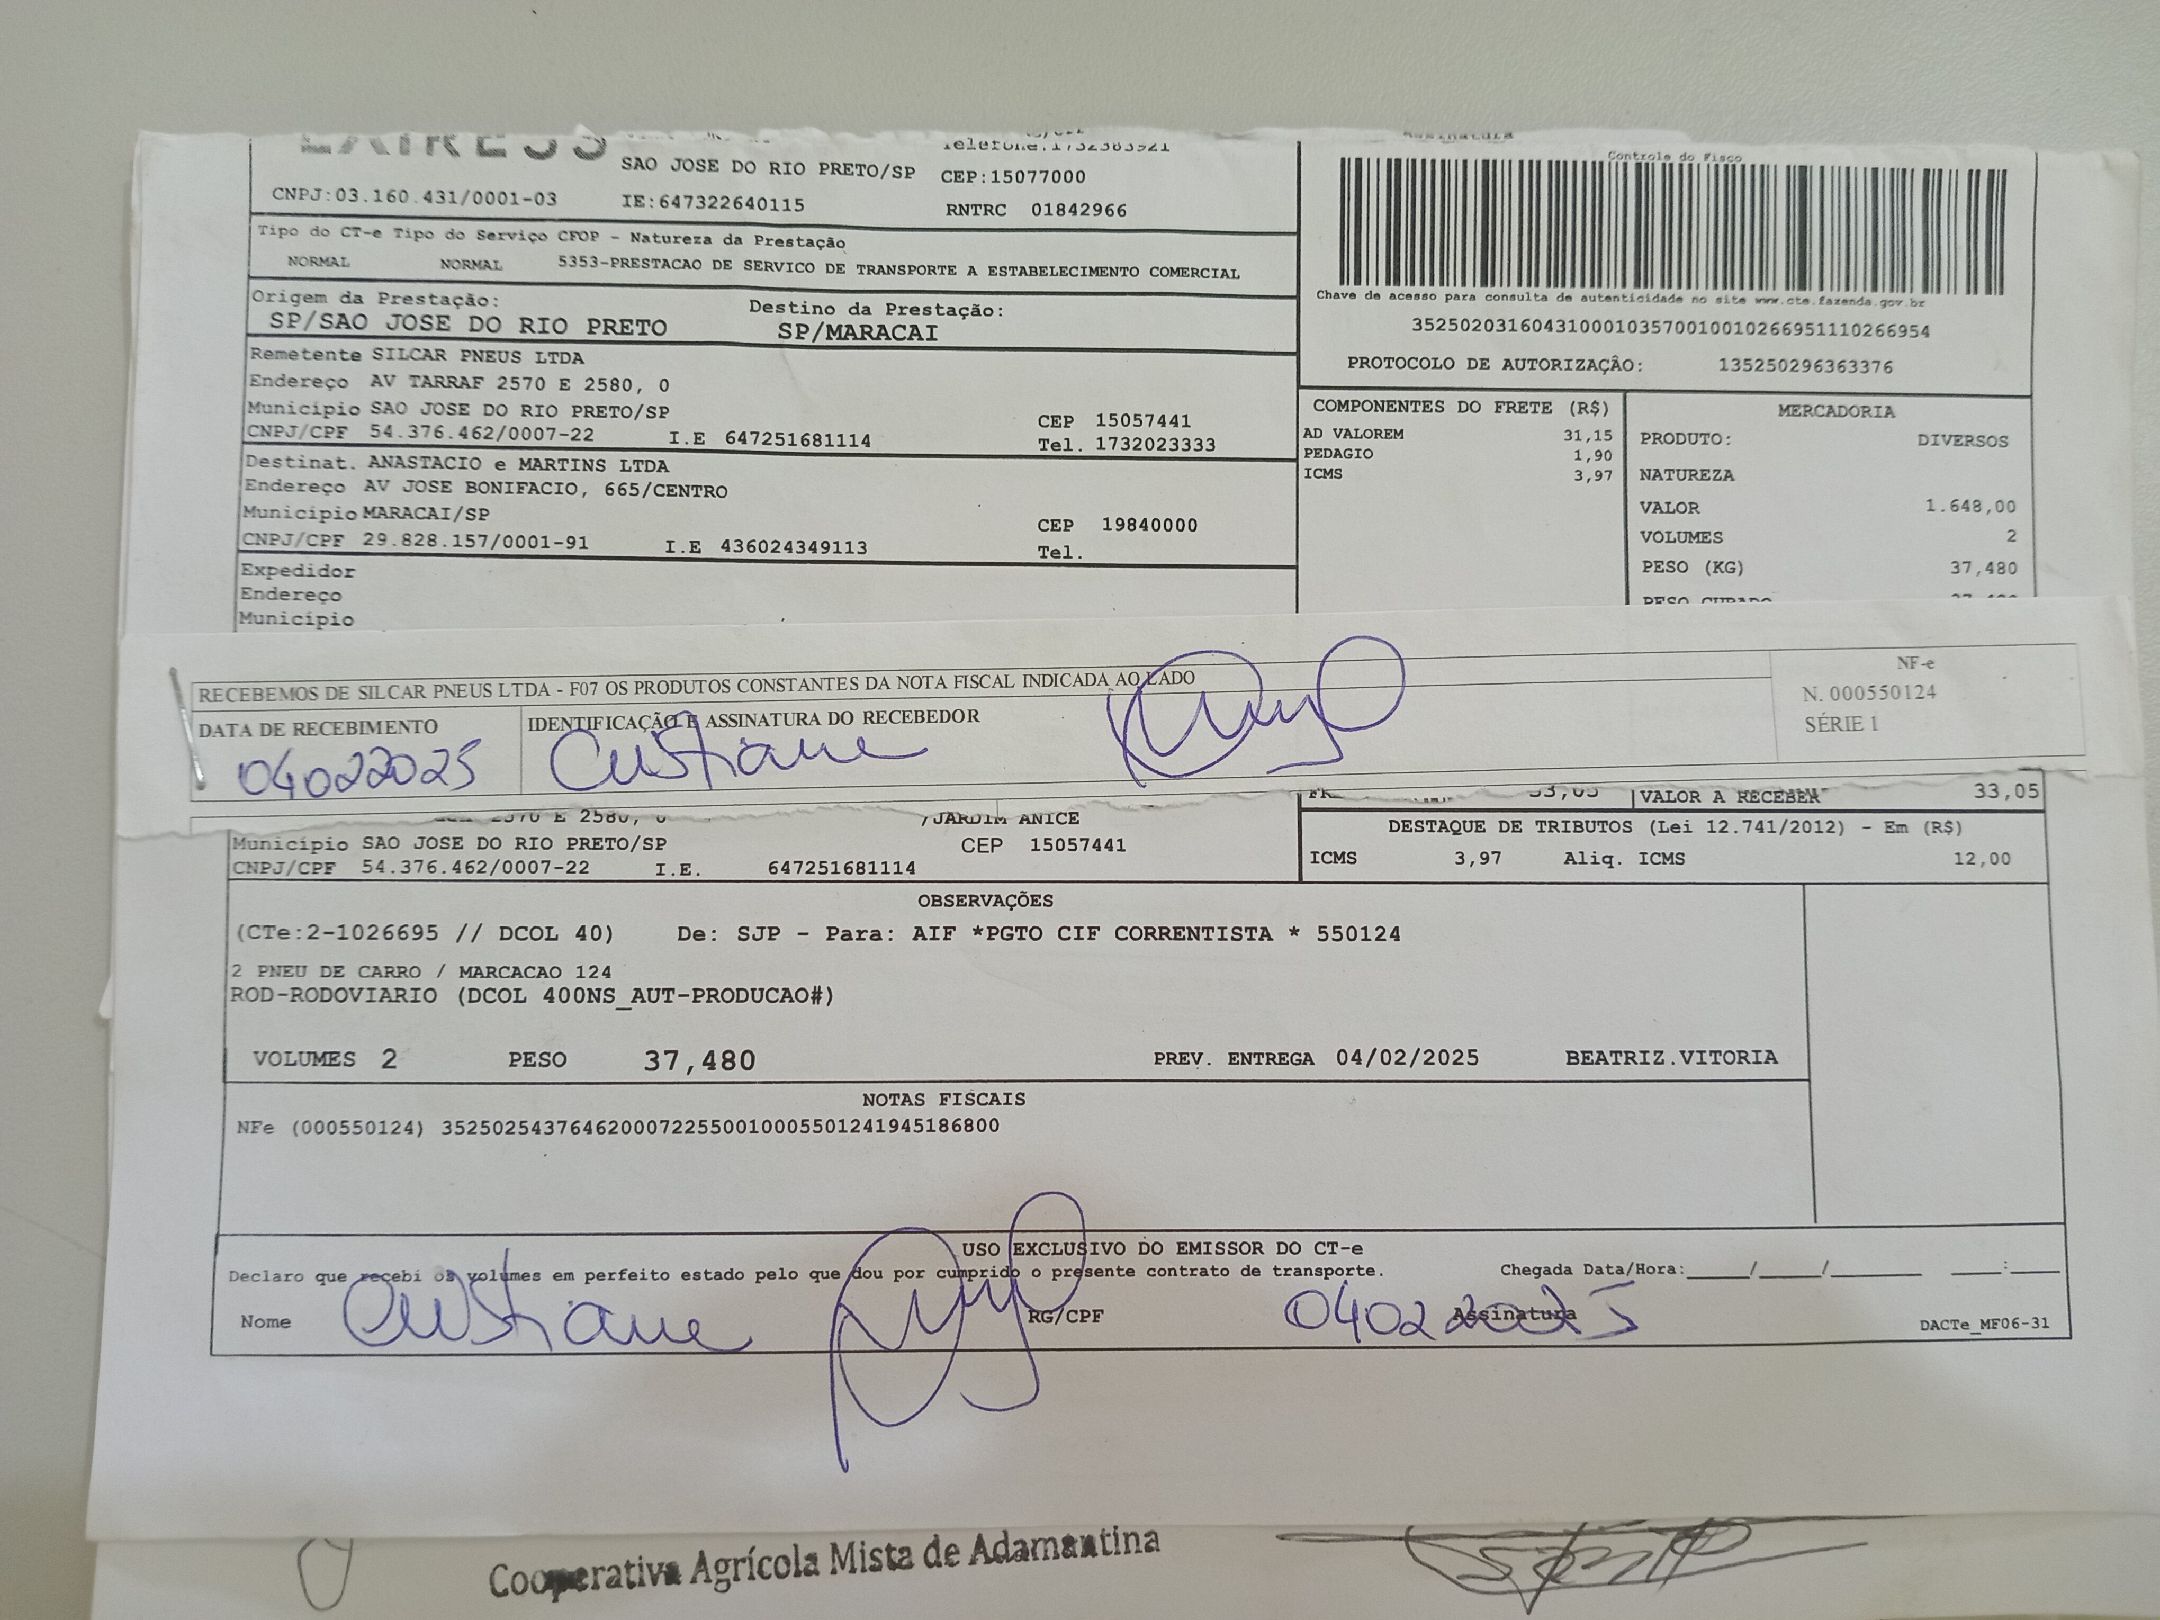 SAO JOSE DO RIO PRETO/SP CEP:15077000
CNPJ:03.160.431/0001-03 IE:647322640115 RNTRC 01842966
Tipo do CT-e Tipo do Serviço CFOP - Natureza da Prestação
NORMAL NORMAL 5353-PRESTACAO DE SERVICO DE TRANSPORTE A ESTABELECIMENTO COMERCIAL
Origem da Prestação: Destino da Prestação:
SP/SAO JOSE DO RIO PRETO SP/MARACAI
Remetente SILCAR PNEUS LTDA
Endereço AV TARRAF 2570 E 2580, 0
Município SAO JOSE DO RIO PRETO/SP CEP 15057441
CNPJ/CPF 54.376.462/0007-22 I.E 647251681114 Tel. 1732023333
Destinat. ANASTACIO e MARTINS LTDA
Endereço AV JOSE BONIFACIO, 665/CENTRO
Município MARACAI/SP CEP 19840000
CNPJ/CPF 29.828.157/0001-91 I.E 436024349113 Tel.
Expedidor
Endereço
Município
Controle do Fisco
Chave de acesso para consulta de autenticidade no site www.cte.fazenda.gov.br
35250203160431000103570010010266951110266954
PROTOCOLO DE AUTORIZAÇÃO: 135250296363376
COMPONENTES DO FRETE (R$)
AD VALOREM 31,15
PEDAGIO 1,90
ICMS 3,97
MERCADORIA
PRODUTO: DIVERSOS
NATUREZA
VALOR 1.648,00
VOLUMES 2
PESO (KG) 37,480
RECEBEMOS DE SILCAR PNEUS LTDA - F07 OS PRODUTOS CONSTANTES DA NOTA FISCAL INDICADA AO LADO
DATA DE RECEBIMENTO IDENTIFICAÇÃO E ASSINATURA DO RECEBEDOR
04022025 Cristiane
NF-e
N. 000550124
SÉRIE 1
2570 E 2580, 0 /JARDIM ANICE
Município SAO JOSE DO RIO PRETO/SP CEP 15057441
CNPJ/CPF 54.376.462/0007-22 I.E. 647251681114
33,05 VALOR A RECEBER 33,05
DESTAQUE DE TRIBUTOS (Lei 12.741/2012) - Em (R$)
ICMS 3,97 Aliq. ICMS 12,00
OBSERVAÇÕES
(CTe:2-1026695 // DCOL 40) De: SJP - Para: AIF *PGTO CIF CORRENTISTA * 550124
2 PNEU DE CARRO / MARCACAO 124
ROD-RODOVIARIO (DCOL 400NS_AUT-PRODUCAO#)
VOLUMES 2 PESO 37,480 PREV. ENTREGA 04/02/2025 BEATRIZ.VITORIA
NOTAS FISCAIS
NFe (000550124) 35250254376462000722550010005501241945186800
USO EXCLUSIVO DO EMISSOR DO CT-e
Declaro que recebi os volumes em perfeito estado pelo que dou por cumprido o presente contrato de transporte. Chegada Data/Hora:____/____/______ ____:____
Nome Cristiane RG/CPF 04022025 Assinatura
DACTe_MF06-31
Cooperativa Agrícola Mista de Adamantina